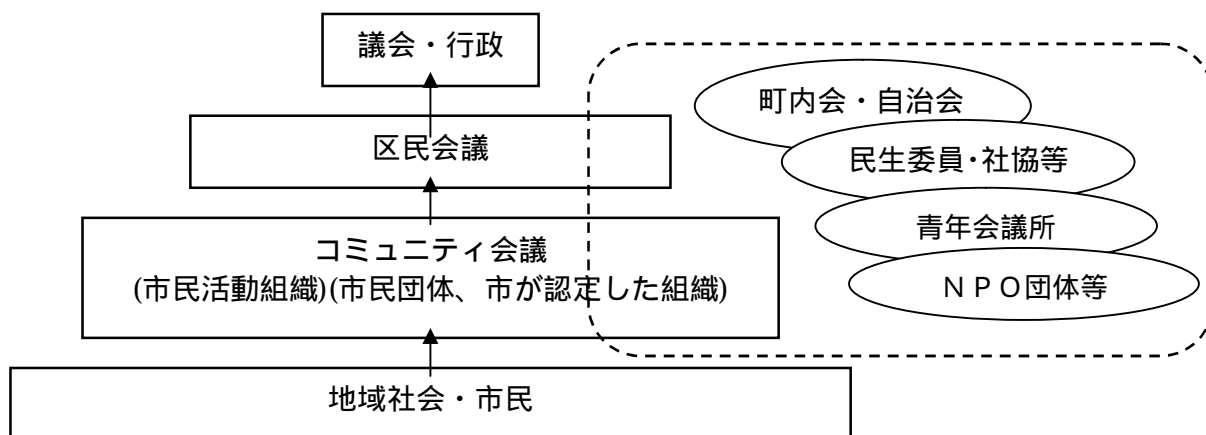 議会・行政
区民会議
コミュニティ会議
(市民活動組織)(市民団体、市が認定した組織)
地域社会・市民
町内会・自治会
民生委員・社協等
青年会議所
ＮＰＯ団体等